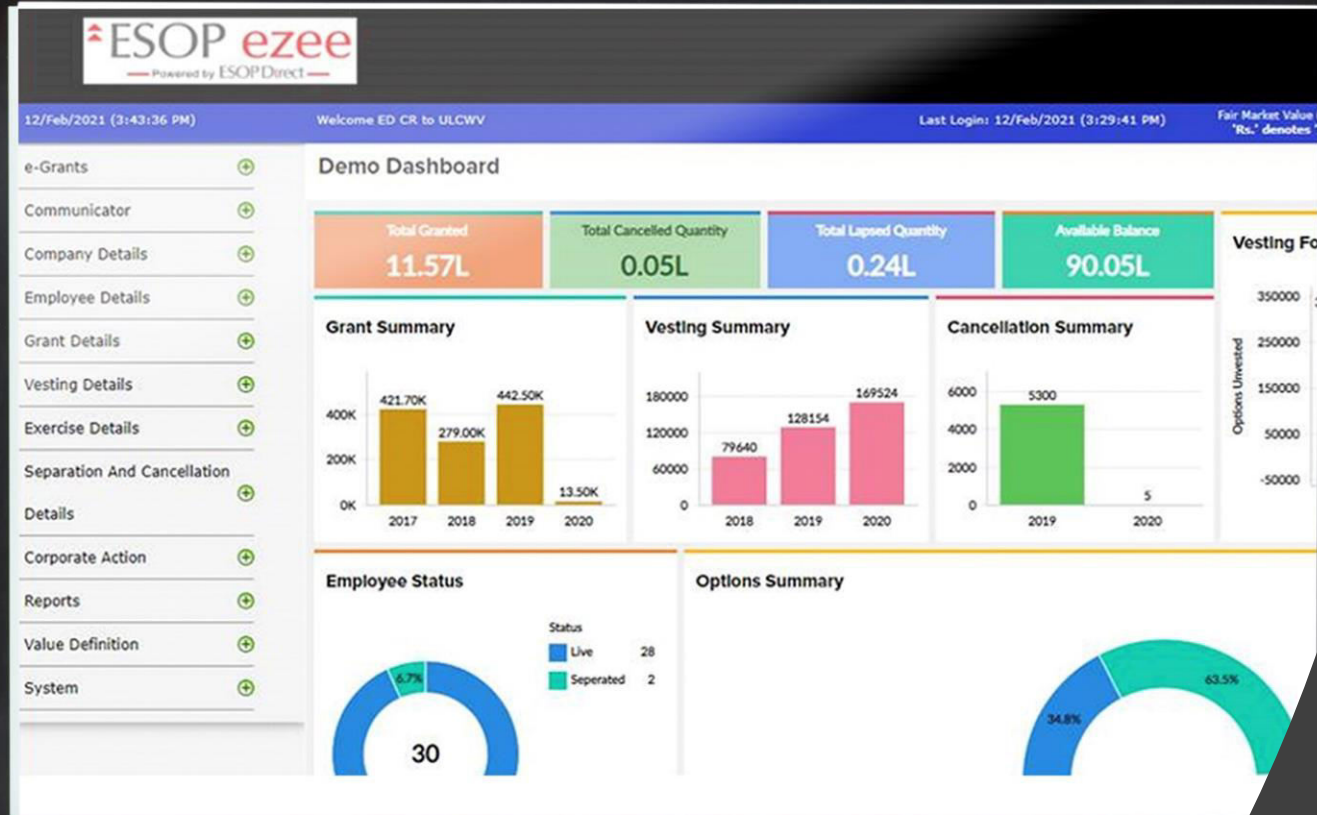 ESOP ezee
Powered by ESOP Direct
12/Feb/2021 (3:43:36 PM)
Welcome ED CR to ULCWV
Last Login: 12/Feb/2021 (3:29:41 PM)
Fair Market Value
'Rs.' denotes '
e-Grants
Communicator
Company Details
Employee Details
Grant Details
Vesting Details
Exercise Details
Separation And Cancellation
Details
Corporate Action
Reports
Value Definition
System
Demo Dashboard
Total Granted
11.57L
Total Cancelled Quantity
0.05L
Total Lapsed Quantity
0.24L
Available Balance
90.05L
Grant Summary
400K
200K
0K
421.70K
279.00K
442.50K
13.50K
2017 2018 2019 2020
Vesting Summary
180000
120000
60000
0
79640
128154
169524
2018 2019 2020
Cancellation Summary
6000
4000
2000
0
5300
5
2019 2020
Vesting Fo
Options Unvested
350000
250000
150000
50000
-50000
Employee Status
Status
Live 28
Seperated 2
6.7%
30
Options Summary
34.8%
63.5%